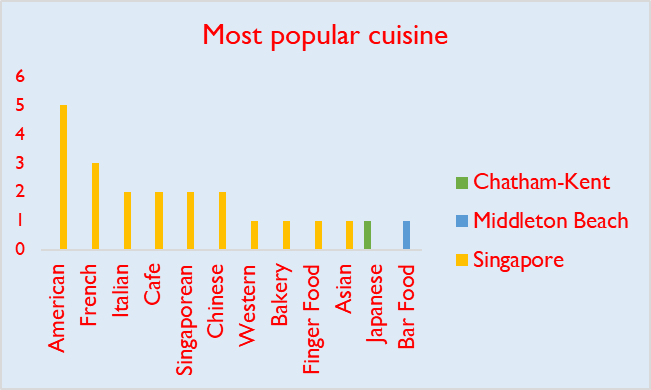 Most popular cuisine
6
5
4
3
2
1
0
American
French
Italian
Cafe
Singaporean
Chinese
Western
Bakery
Finger Food
Asian
Japanese
Bar Food
Chatham-Kent
Middleton Beach
Singapore